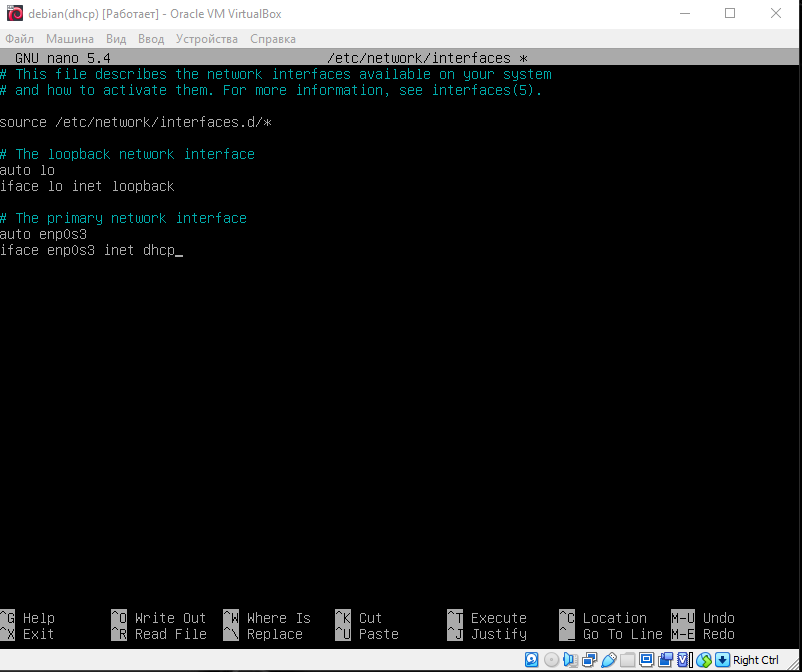 debian(dhcp) [Работает] - Oracle VM VirtualBox
Файл Машина Вид Ввод Устройства Справка
GNU nano 5.4 /etc/network/interfaces *
# This file describes the network interfaces available on your system
# and how to activate them. For more information, see interfaces(5).
source /etc/network/interfaces.d/*
# The loopback network interface
auto lo
iface lo inet loopback
# The primary network interface
auto enp0s3
iface enp0s3 inet dhcp_
^G Help ^O Write Out ^W Where Is ^K Cut ^T Execute ^C Location M-U Undo
^X Exit ^R Read File ^\ Replace ^U Paste ^J Justify ^_ Go To Line M-E Redo
Right Ctrl